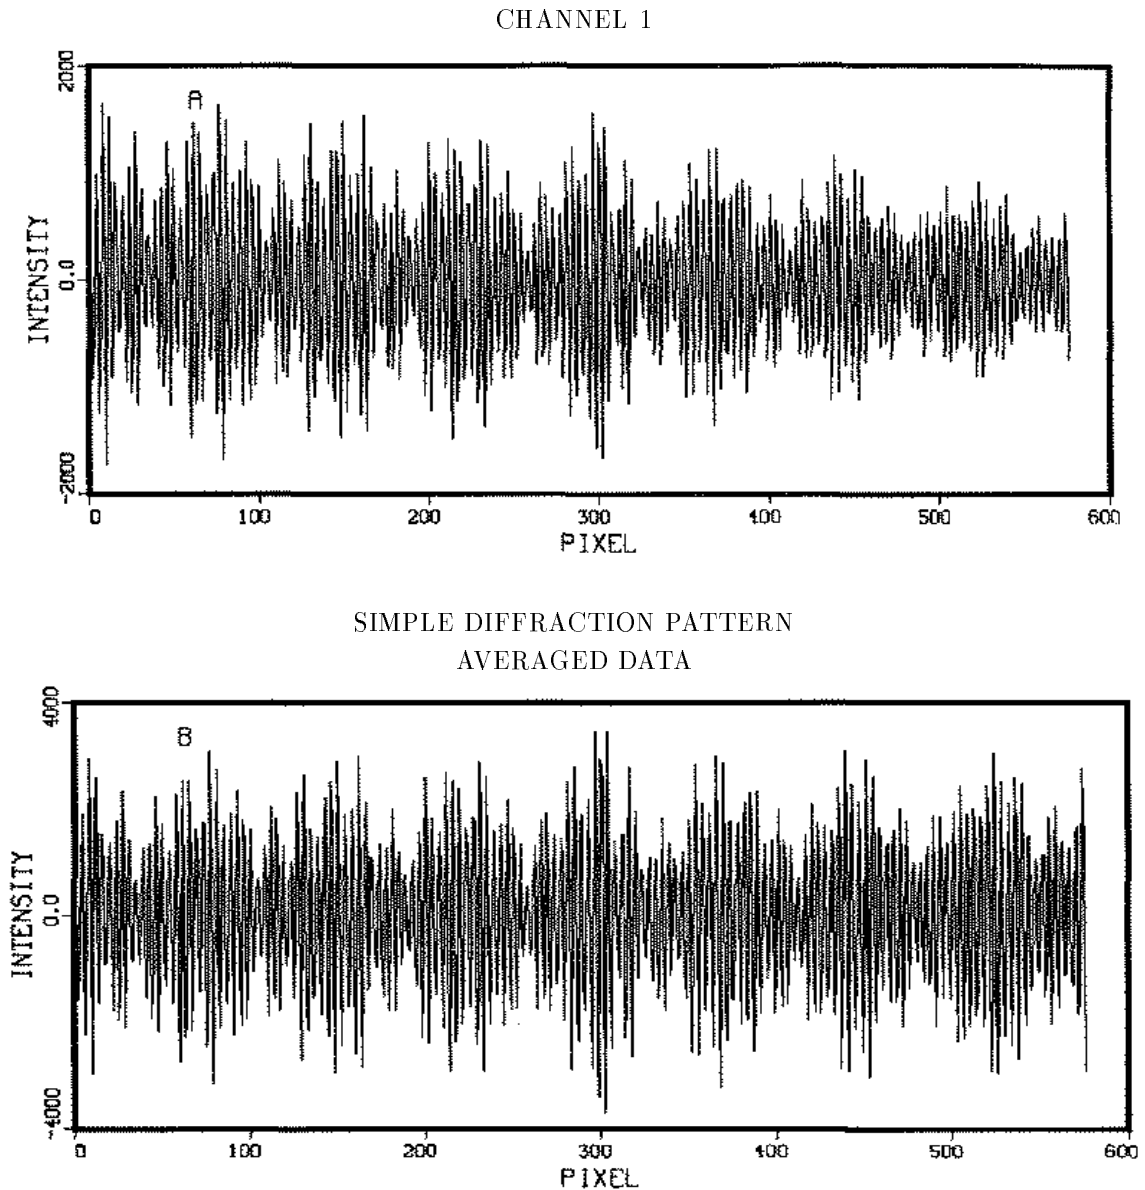 CHANNEL 1
2000
A
INTENSITY
0.0
-2000
0 100 200 300 400 500 600
PIXEL
SIMPLE DIFFRACTION PATTERN
AVERAGED DATA
4000
B
INTENSITY
0.0
-4000
0 100 200 300 400 500 600
PIXEL